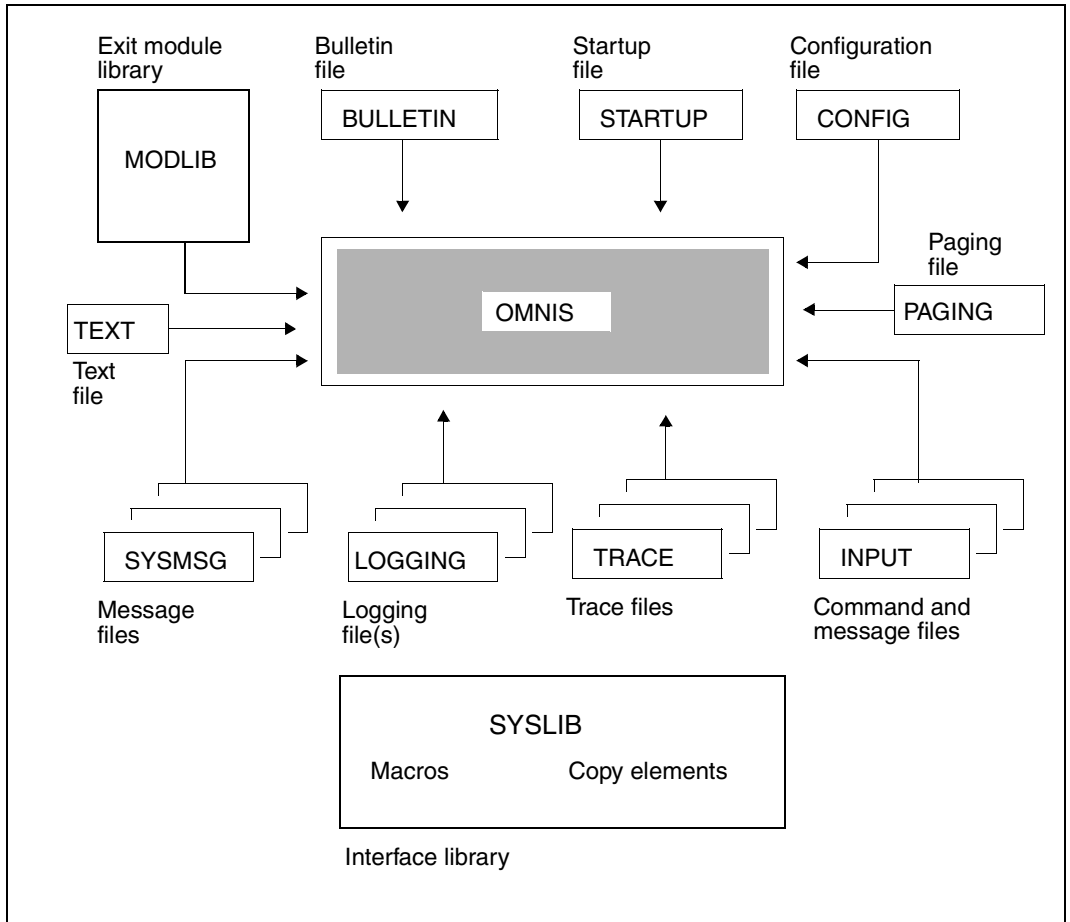 Exit module
library
Bulletin
file
Startup
file
Configuration
file
MODLIB
BULLETIN
STARTUP
CONFIG
Paging
file
TEXT
OMNIS
PAGING
Text
file
SYSMSG
LOGGING
TRACE
INPUT
Message
files
Logging
file(s)
Trace files
Command and
message files
SYSLIB
Macros
Copy elements
Interface library